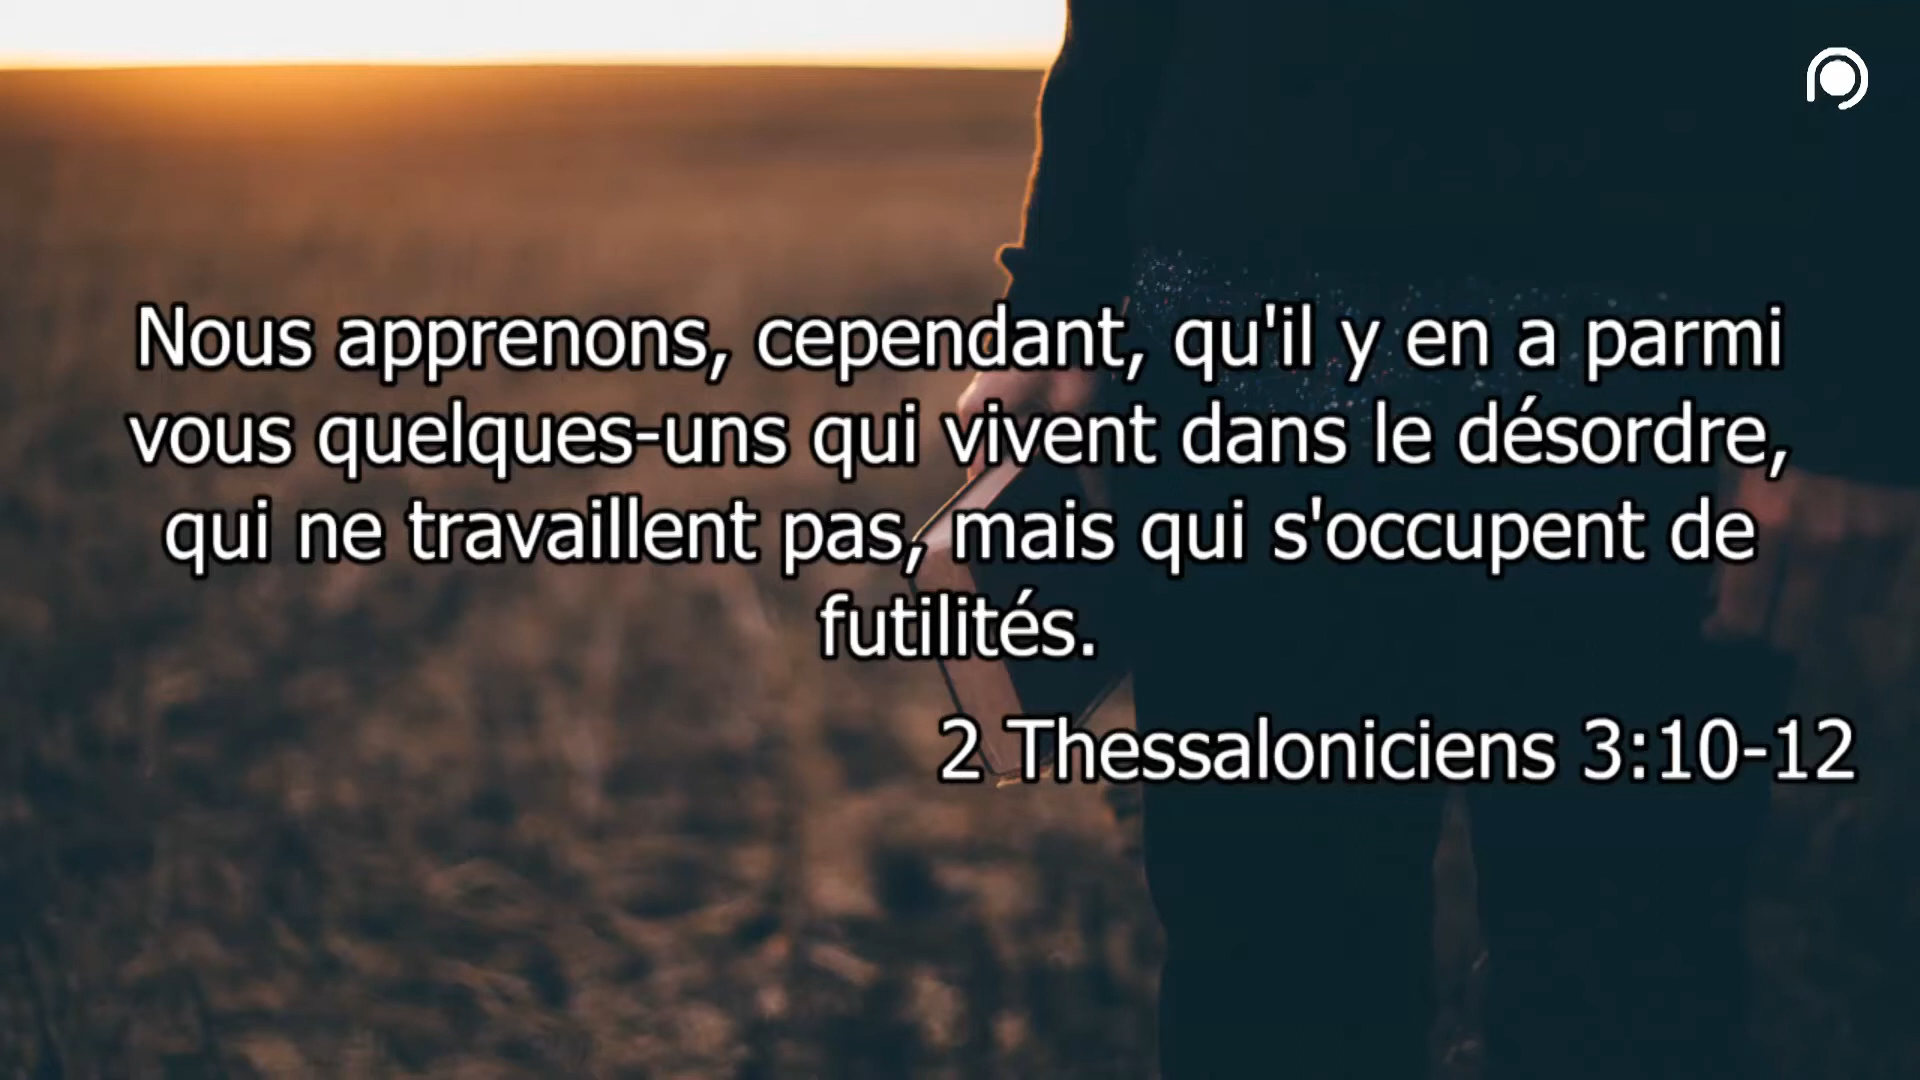 Nous apprenons, cependant, qu'il y en a parmi
vous quelques-uns qui vivent dans le désordre,
qui ne travaillent pas, mais qui s'occupent de
futilités.
2 Thessaloniciens 3:10-12